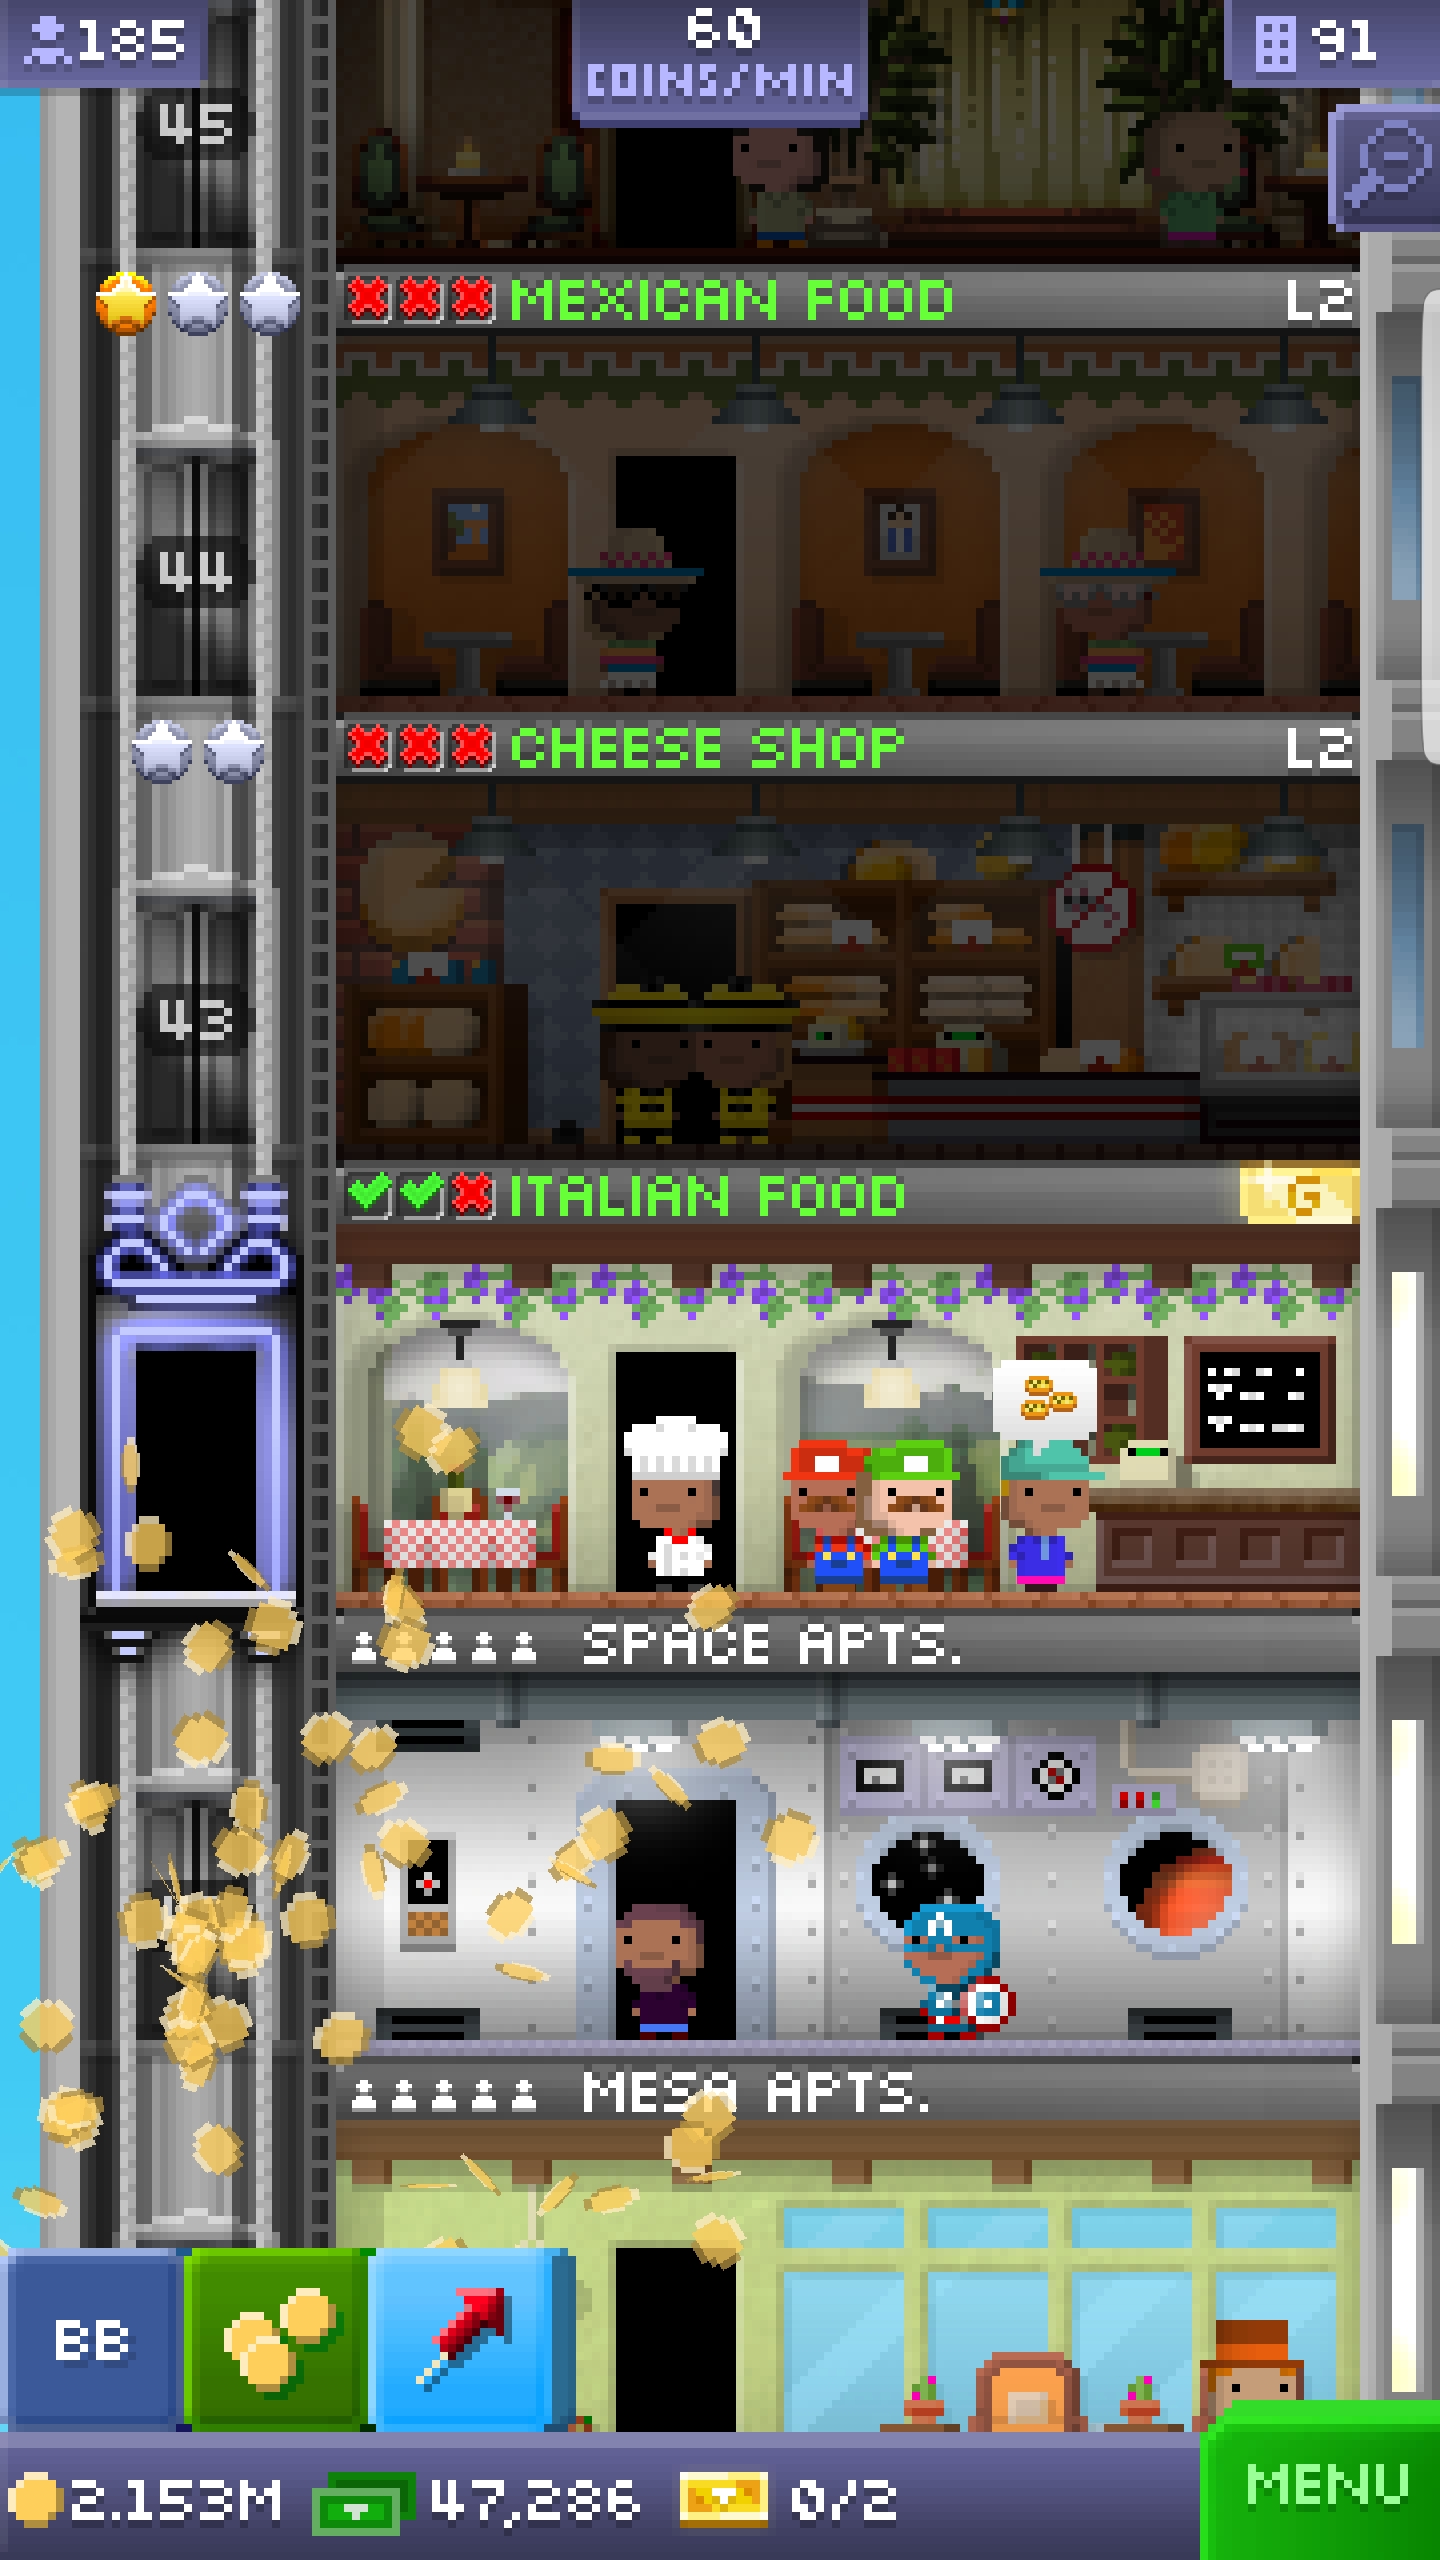 185
60
COINS/MIN
91
45
MEXICAN FOOD L2
44
CHEESE SHOP L2
43
ITALIAN FOOD G
SPACE APTS.
A
MESA APTS.
BB
2.153M 47,286 0/2
MENU